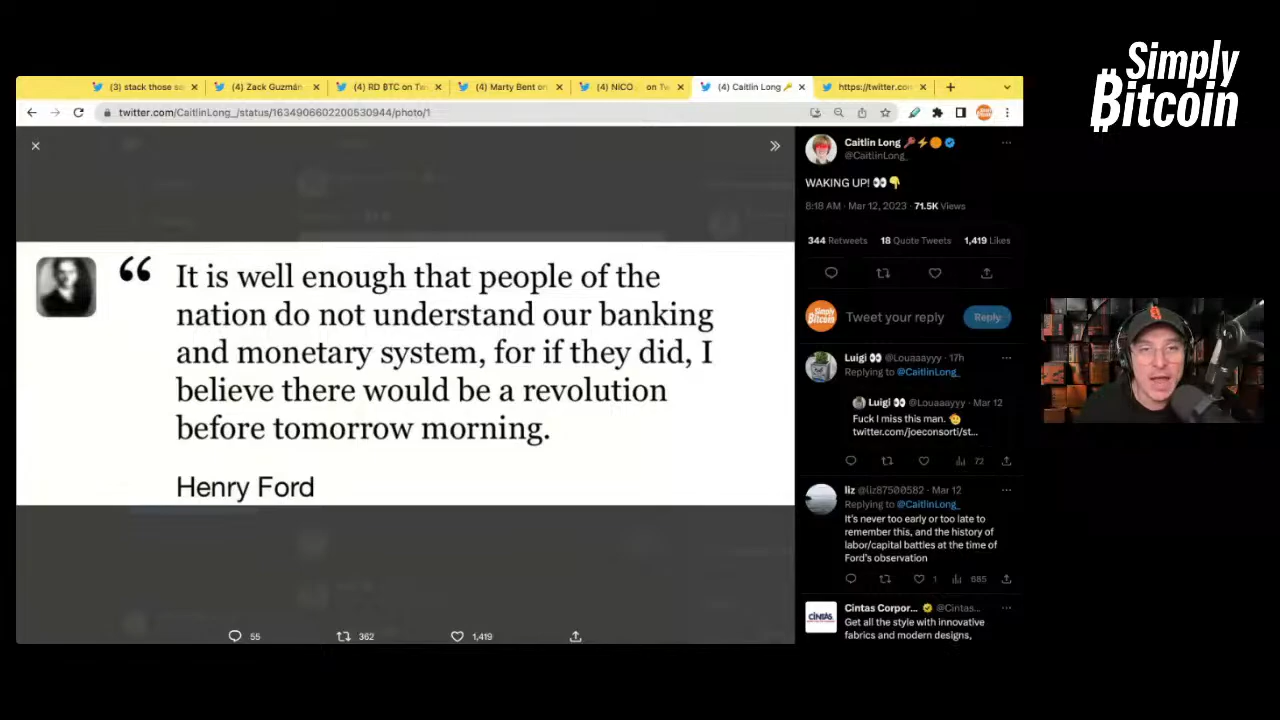 Simply
Bitcoin
(3) stack those so
(4) Zack Guzmán
(4) RD BTC on Tw
(4) Marty Bent on
(4) NICO on Tw
(4) Caitlin Long
https://twitter.com
twitter.com/CaitlinLong_/status/1634906602200530944/photo/1
“ It is well enough that people of the
nation do not understand our banking
and monetary system, for if they did, I
believe there would be a revolution
before tomorrow morning.
Henry Ford
55
362
1,419
Caitlin Long 🔑⚡🟠
@CaitlinLong_
WAKING UP! 👀👇
8:18 AM · Mar 12, 2023 · 71.5K Views
344 Retweets 18 Quote Tweets 1,419 Likes
Simply
Bitcoin
Tweet your reply
Reply
Luigi 👀 @Louaaayyy · 17h
Replying to @CaitlinLong_
Luigi 👀 @Louaaayyy · Mar 12
Fuck I miss this man. 🫡
twitter.com/joeconsorti/st...
72
liz @liz87500582 · Mar 12
Replying to @CaitlinLong_
It's never too early or too late to
remember this, and the history of
labor/capital battles at the time of
Ford's observation
1
685
CINTAS
Cintas Corpor... @Cintas...
Get all the style with innovative
fabrics and modern designs,